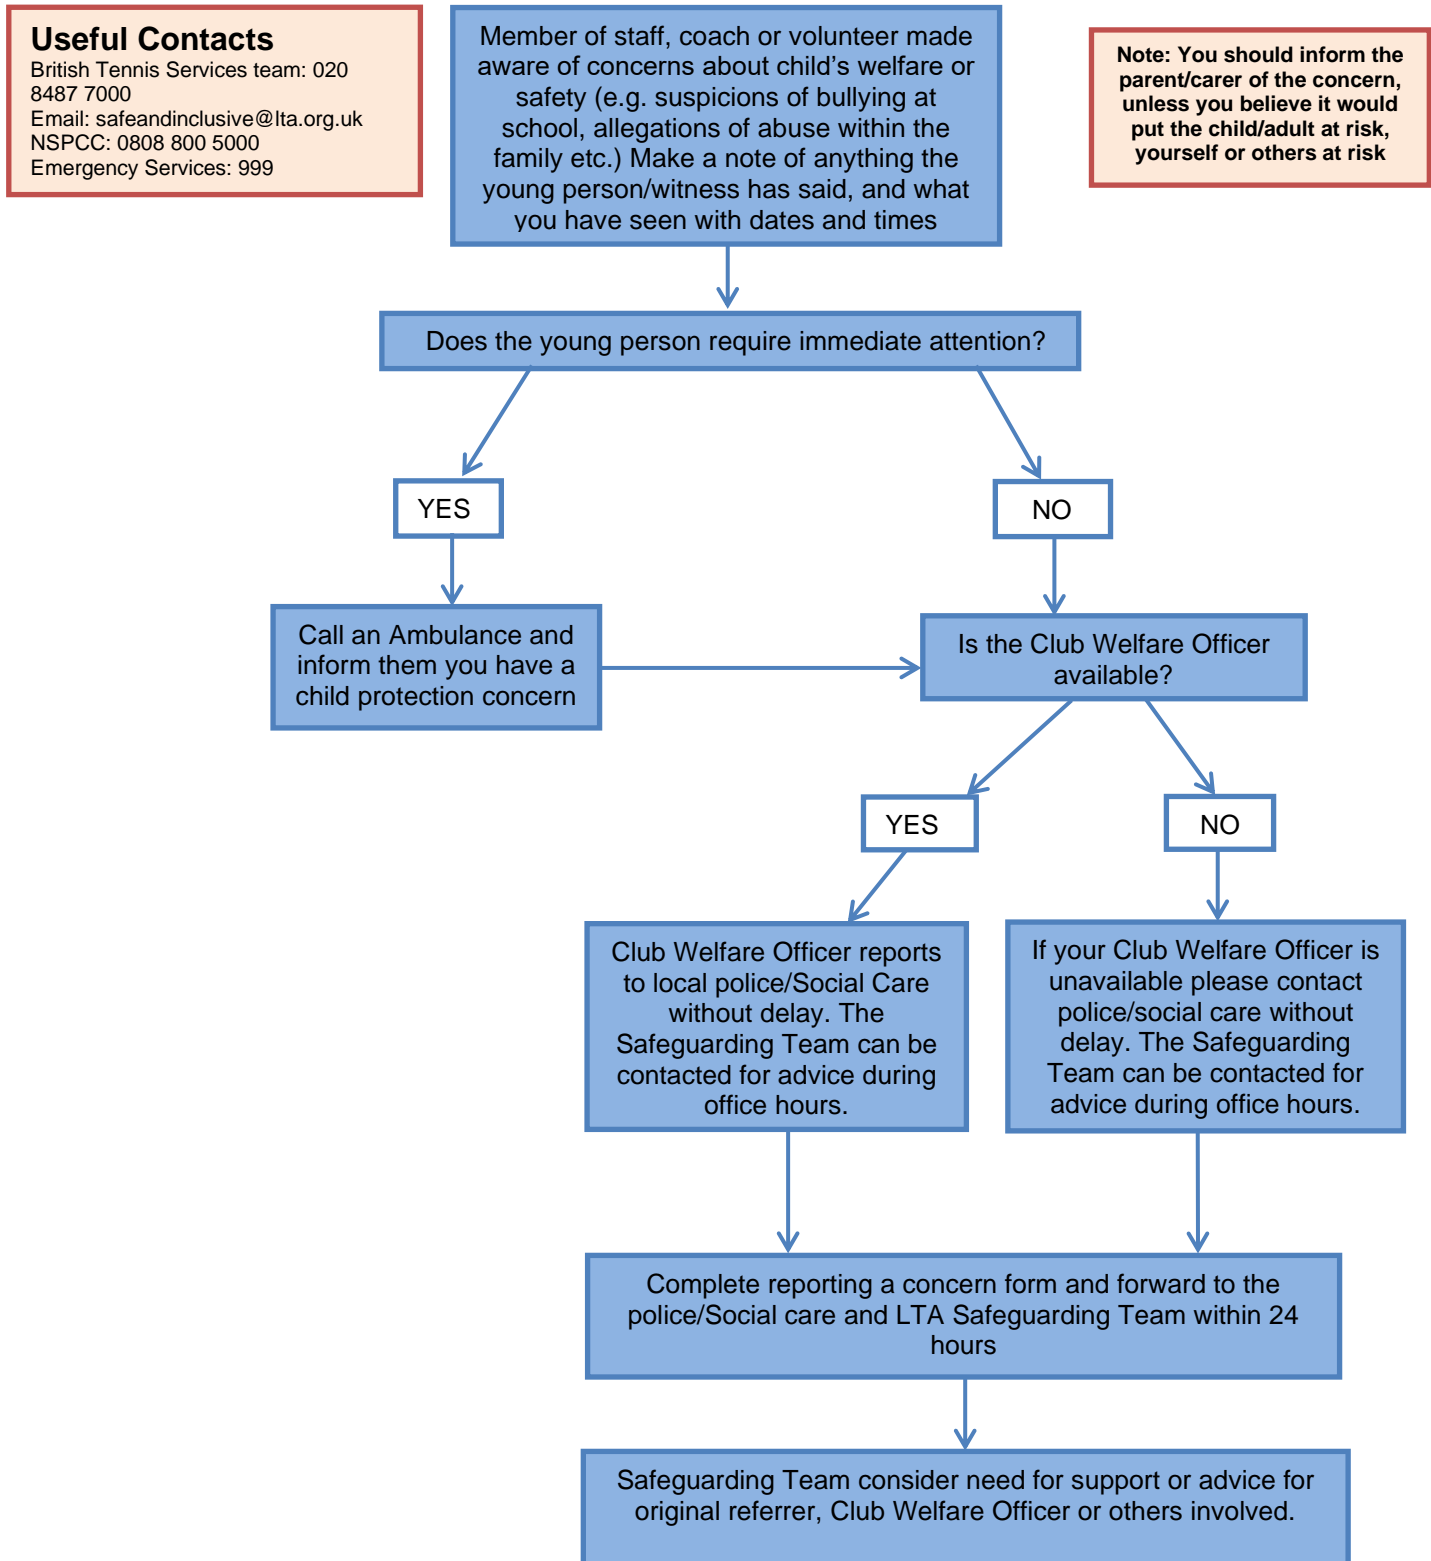 Useful Contacts
British Tennis Services team: 020
8487 7000
Email: safeandinclusive@lta.org.uk
NSPCC: 0808 800 5000
Emergency Services: 999
Member of staff, coach or volunteer made
aware of concerns about child’s welfare or
safety (e.g. suspicions of bullying at
school, allegations of abuse within the
family etc.) Make a note of anything the
young person/witness has said, and what
you have seen with dates and times
Note: You should inform the
parent/carer of the concern,
unless you believe it would
put the child/adult at risk,
yourself or others at risk
Does the young person require immediate attention?
YES
NO
Call an Ambulance and
inform them you have a
child protection concern
Is the Club Welfare Officer
available?
YES
NO
Club Welfare Officer reports
to local police/Social Care
without delay. The
Safeguarding Team can be
contacted for advice during
office hours.
If your Club Welfare Officer is
unavailable please contact
police/social care without
delay. The Safeguarding
Team can be contacted for
advice during office hours.
Complete reporting a concern form and forward to the
police/Social care and LTA Safeguarding Team within 24
hours
Safeguarding Team consider need for support or advice for
original referrer, Club Welfare Officer or others involved.